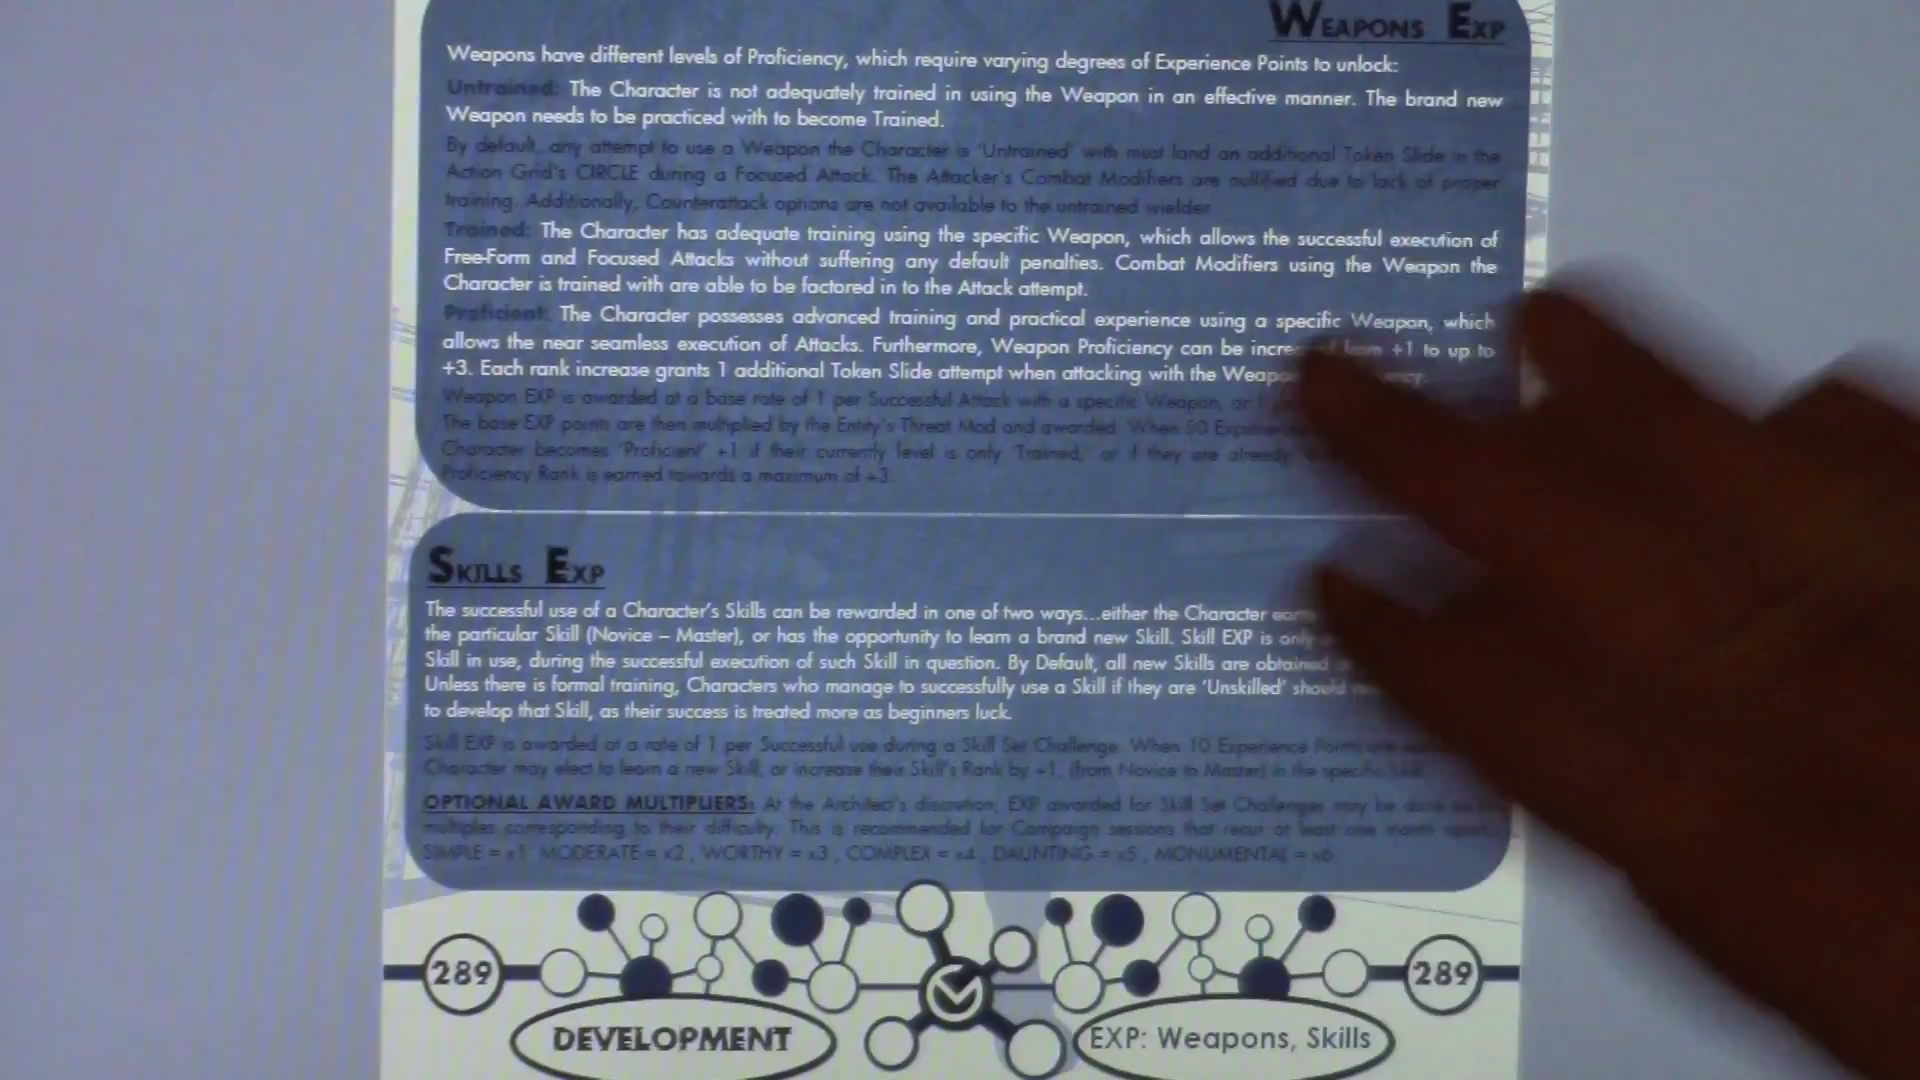 WEAPONS EXP
Weapons have different levels of Proficiency, which require varying degrees of Experience Points to unlock:
Untrained: The Character is not adequately trained in using the Weapon in an effective manner. The brand new
Weapon needs to be practiced with to become Trained.
By default, any attempt to use a Weapon the Character is 'Untrained' with must land an additional Token Slide in the
Action Grid's CIRCLE during a Focused Attack. The Attacker's Combat Modifiers are nullified due to lack of proper
training. Additionally, Counterattack options are not available to the untrained wielder.
Trained: The Character has adequate training using the specific Weapon, which allows the successful execution of
Free-Form and Focused Attacks without suffering any default penalties. Combat Modifiers using the Weapon the
Character is trained with are able to be factored in to the Attack attempt.
Proficient: The Character possesses advanced training and practical experience using a specific Weapon, which
allows the near seamless execution of Attacks. Furthermore, Weapon Proficiency can be +1 to up to
+3. Each rank increase grants 1 additional Token Slide attempt when attacking with the
Weapon EXP is awarded at a base rate of 1 per Successful Attack with a specific Weapon, or
The base EXP points are then multiplied by the Entity's Threat Mod and awarded. When 50
Character becomes 'Proficient' +1 if their currently level is only 'Trained,' or if they are already
Proficiency Rank is earned towards a maximum of +3.
SKILLS EXP
The successful use of a Character's Skills can be rewarded in one of two ways...either the Character
the particular Skill (Novice – Master), or has the opportunity to learn a brand new Skill. Skill EXP is only
Skill in use, during the successful execution of such Skill in question. By Default, all new Skills are obtained
Unless there is formal training, Characters who manage to successfully use a Skill if they are 'Unskilled' should
to develop that Skill, as their success is treated more as beginners luck.
Skill EXP is awarded at a rate of 1 per Successful use during a Skill Set Challenge. When 10 Experience Points
Character may elect to learn a new Skill, or increase their Skill's Rank by +1, (from Novice to Master) in the specific Skill.
OPTIONAL AWARD MULTIPLIERS: At the Architect's discretion, EXP awarded for Skill Set Challenges may be
multiples corresponding to their difficulty. This is recommended for Campaign sessions that recur at least one month
SIMPLE = x1, MODERATE = x2, WORTHY = x3, COMPLEX = x4, DAUNTING = x5, MONUMENTAL = x6
289
289
DEVELOPMENT
EXP: Weapons, Skills